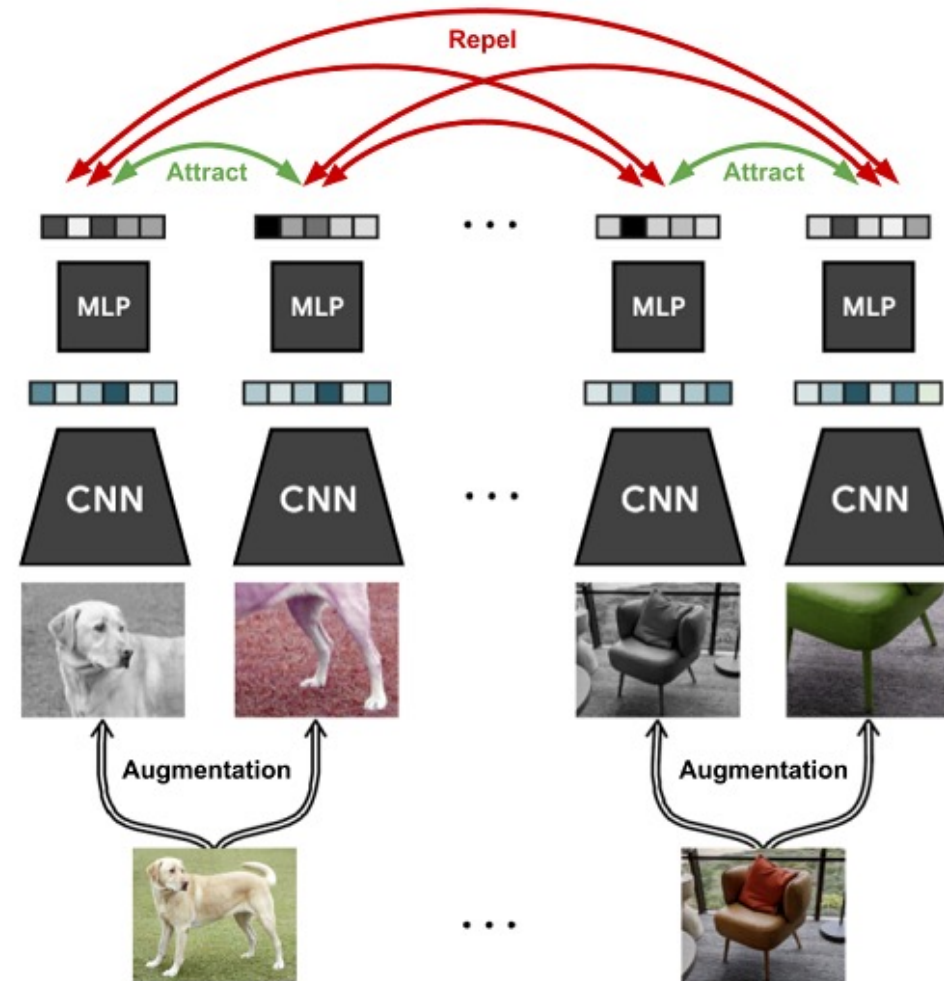 Repel
Attract
Attract
MLP
MLP
MLP
MLP
CNN
CNN
CNN
CNN
Augmentation
Augmentation